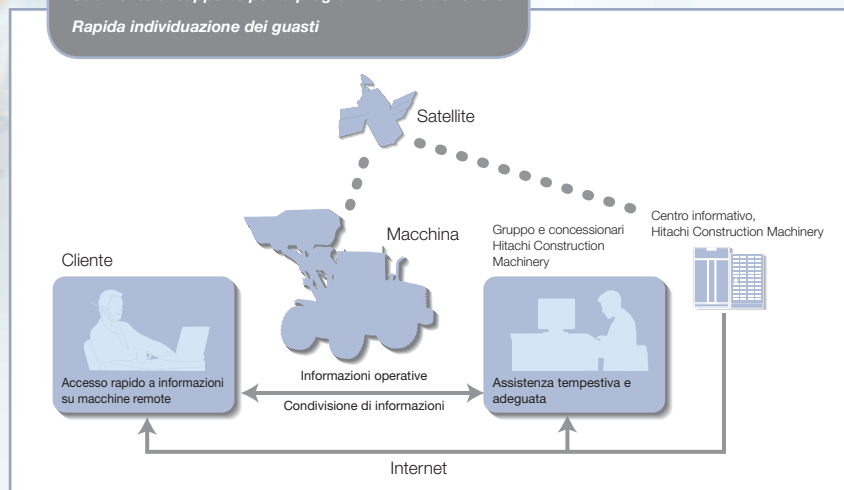 Rapida individuazione dei guasti
Satellite
Centro informativo,
Hitachi Construction Machinery
Gruppo e concessionari
Hitachi Construction
Machinery
Macchina
Cliente
Accesso rapido a informazioni
su macchine remote
Informazioni operative
Condivisione di informazioni
Assistenza tempestiva e
adeguata
Internet